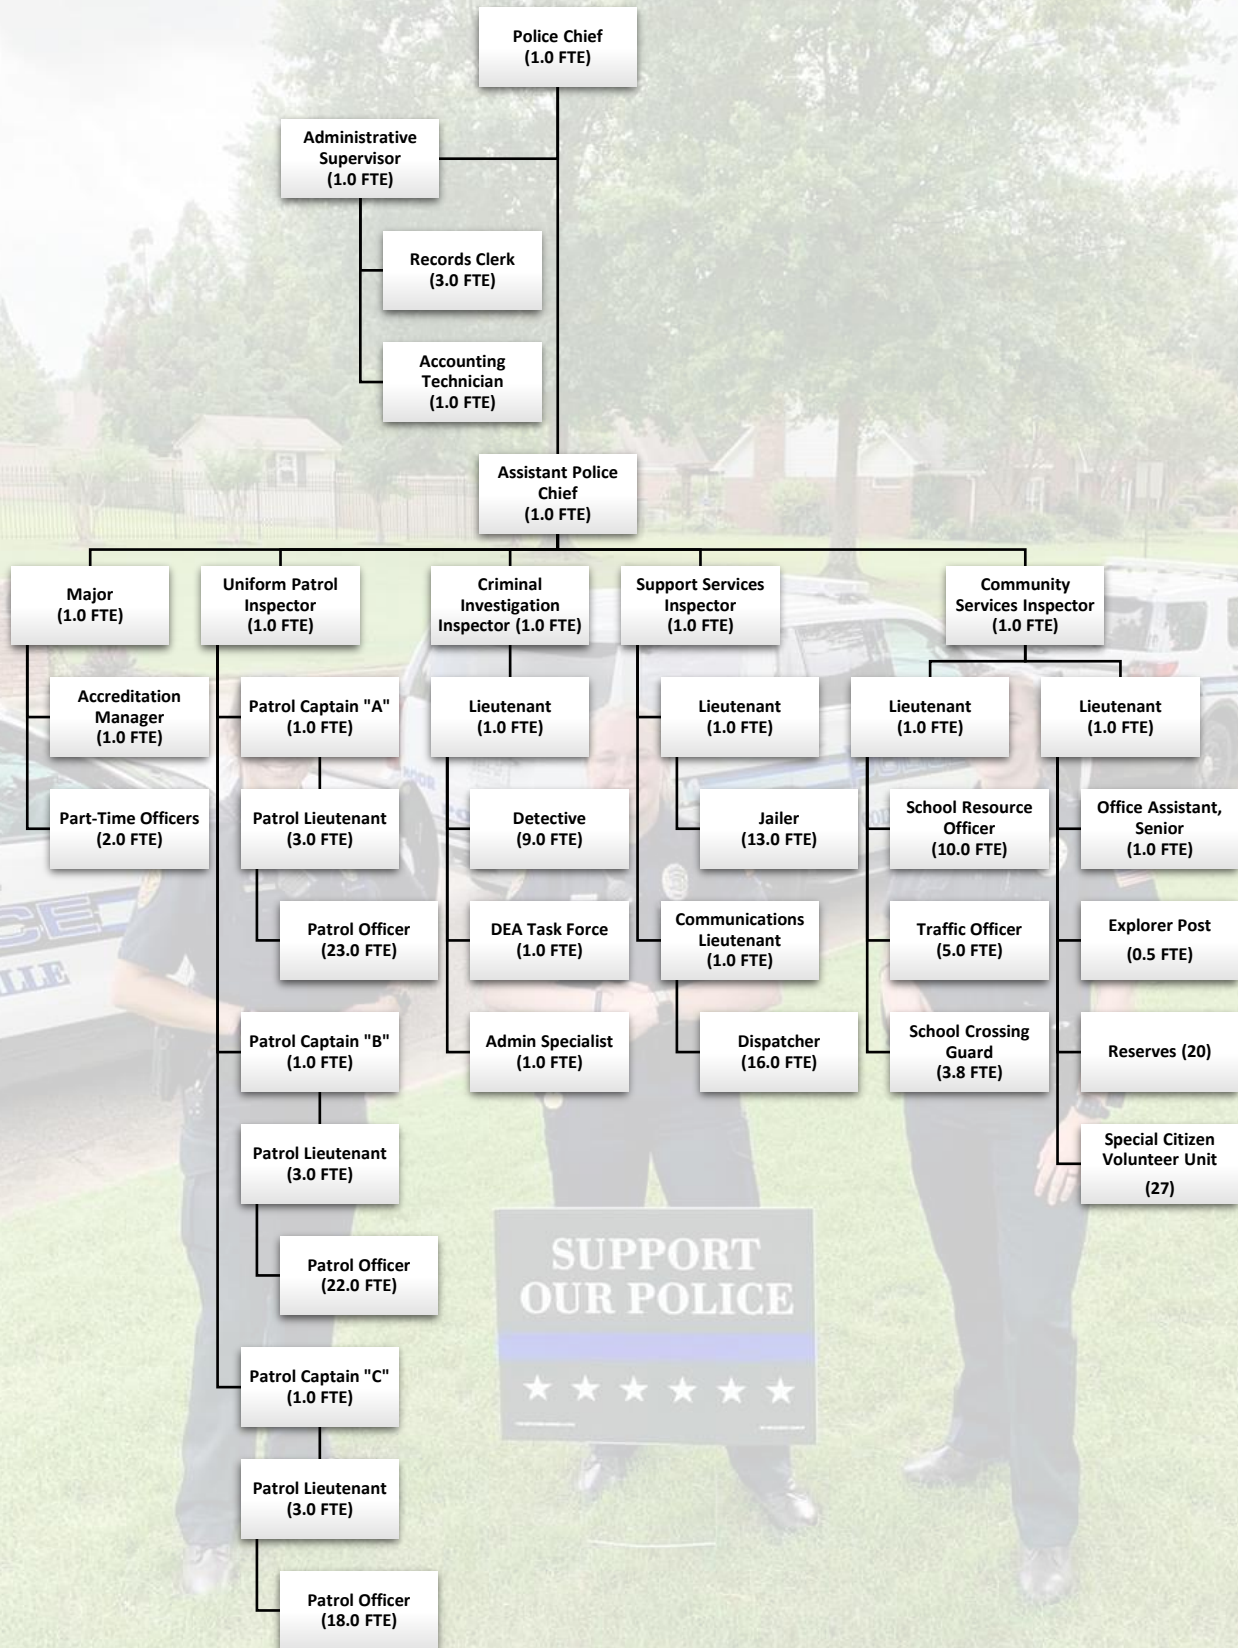 Police Chief
(1.0 FTE)
Administrative
Supervisor
(1.0 FTE)
Records Clerk
(3.0 FTE)
Accounting
Technician
(1.0 FTE)
Assistant Police
Chief
(1.0 FTE)
Major
(1.0 FTE)
Accreditation
Manager
(1.0 FTE)
Part-Time Officers
(2.0 FTE)
Uniform Patrol
Inspector
(1.0 FTE)
Patrol Captain "A"
(1.0 FTE)
Patrol Lieutenant
(3.0 FTE)
Patrol Officer
(23.0 FTE)
Patrol Captain "B"
(1.0 FTE)
Patrol Lieutenant
(3.0 FTE)
Patrol Officer
(22.0 FTE)
Patrol Captain "C"
(1.0 FTE)
Patrol Lieutenant
(3.0 FTE)
Patrol Officer
(18.0 FTE)
Criminal
Investigation
Inspector (1.0 FTE)
Lieutenant
(1.0 FTE)
Detective
(9.0 FTE)
DEA Task Force
(1.0 FTE)
Admin Specialist
(1.0 FTE)
Support Services
Inspector
(1.0 FTE)
Lieutenant
(1.0 FTE)
Jailer
(13.0 FTE)
Communications
Lieutenant
(1.0 FTE)
Dispatcher
(16.0 FTE)
Community
Services Inspector
(1.0 FTE)
Lieutenant
(1.0 FTE)
School Resource
Officer
(10.0 FTE)
Traffic Officer
(5.0 FTE)
School Crossing
Guard
(3.8 FTE)
Lieutenant
(1.0 FTE)
Office Assistant,
Senior
(1.0 FTE)
Explorer Post
(0.5 FTE)
Reserves (20)
Special Citizen
Volunteer Unit
(27)
SUPPORT
OUR POLICE